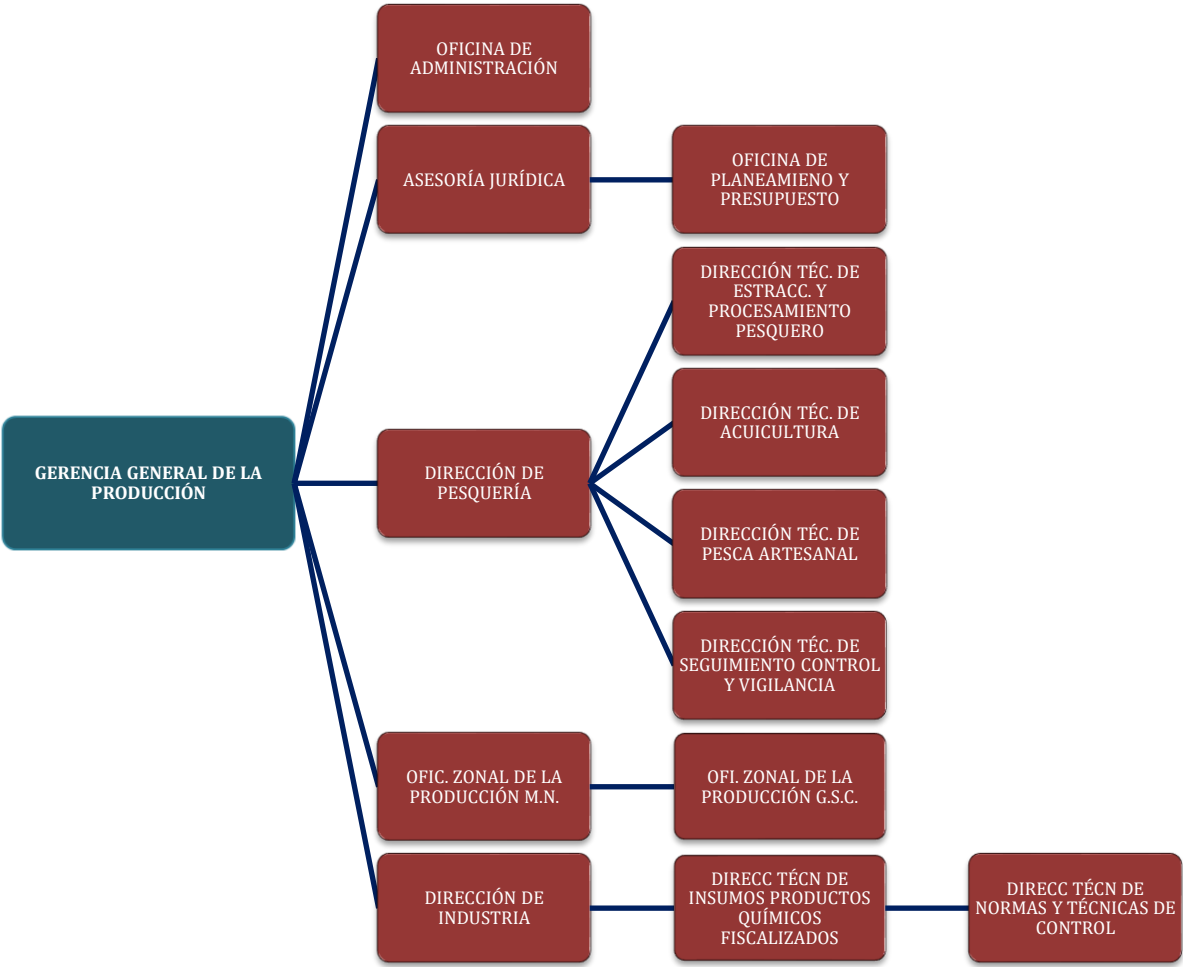 OFICINA DE
ADMINISTRACIÓN
ASESORÍA JURÍDICA
OFICINA DE
PLANEAMIENO Y
PRESUPUESTO
DIRECCIÓN TÉC. DE
ESTRACC. Y
PROCESAMIENTO
PESQUERO
DIRECCIÓN TÉC. DE
ACUICULTURA
GERENCIA GENERAL DE LA
PRODUCCIÓN
DIRECCIÓN DE
PESQUERÍA
DIRECCIÓN TÉC. DE
PESCA ARTESANAL
DIRECCIÓN TÉC. DE
SEGUIMIENTO CONTROL
Y VIGILANCIA
OFIC. ZONAL DE LA
PRODUCCIÓN M.N.
OFI. ZONAL DE LA
PRODUCCIÓN G.S.C.
DIRECCIÓN DE
INDUSTRIA
DIRECC TÉCN DE
INSUMOS PRODUCTOS
QUÍMICOS
FISCALIZADOS
DIRECC TÉCN DE
NORMAS Y TÉCNICAS DE
CONTROL